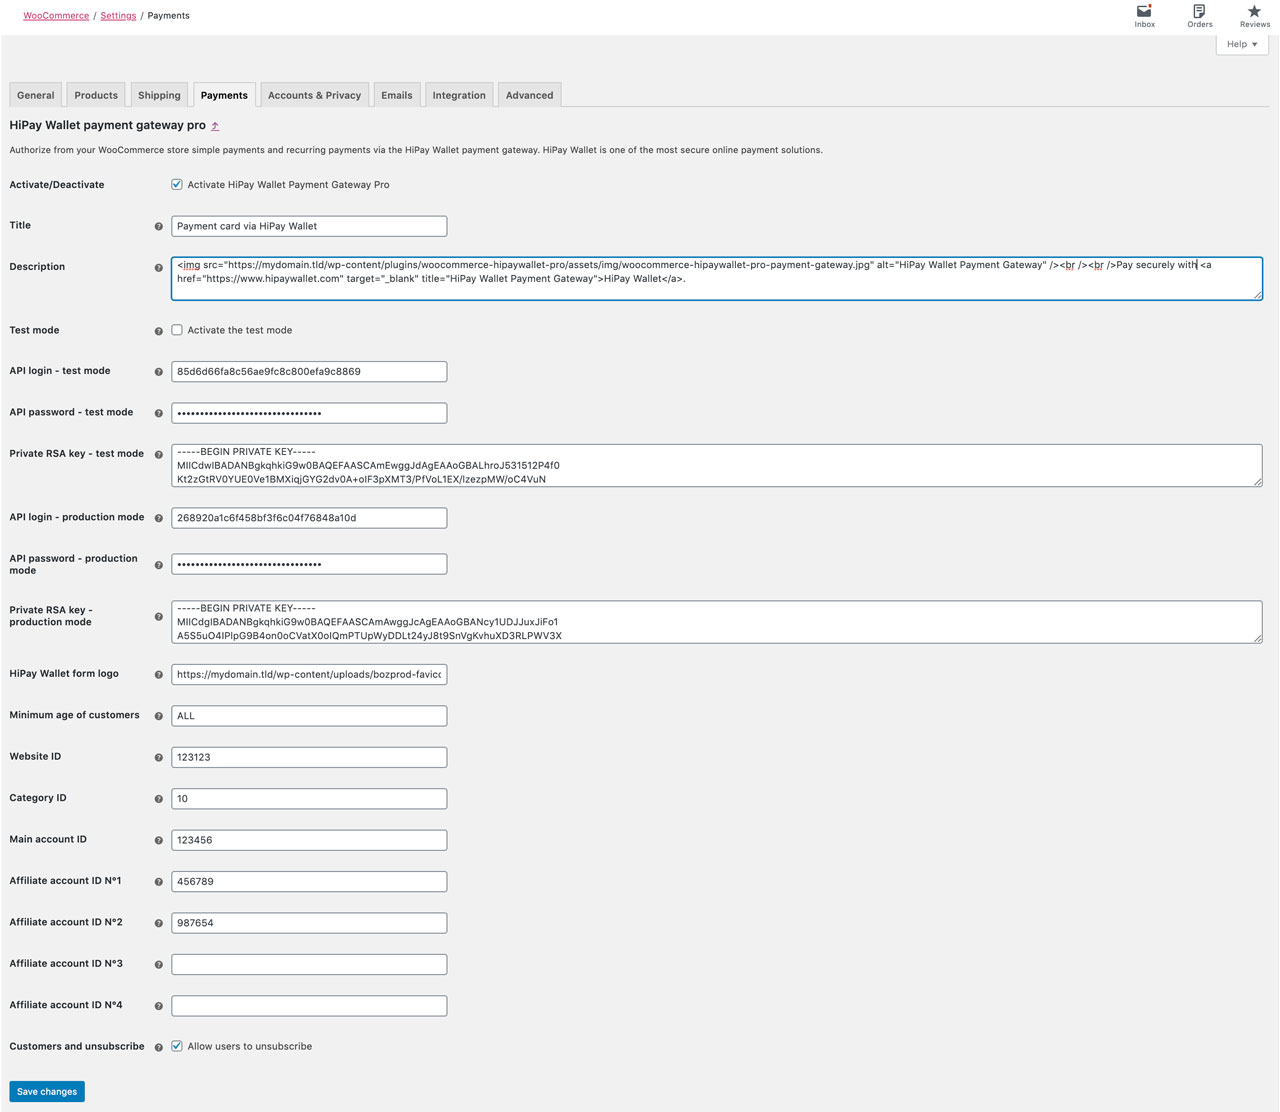 WooCommerce / Settings / Payments
Inbox
Orders
Reviews
Help ▼
General
Products
Shipping
Payments
Accounts & Privacy
Emails
Integration
Advanced
HiPay Wallet payment gateway pro ↥
Authorize from your WooCommerce store simple payments and recurring payments via the HiPay Wallet payment gateway. HiPay Wallet is one of the most secure online payment solutions.
Activate/Deactivate
Activate HiPay Wallet Payment Gateway Pro
Title
Payment card via HiPay Wallet
Description
<img src="https://mydomain.tld/wp-content/plugins/woocommerce-hipaywallet-pro/assets/img/woocommerce-hipaywallet-pro-payment-gateway.jpg" alt="HiPay Wallet Payment Gateway" /><br /><br />Pay securely with <a
href="https://www.hipaywallet.com" target="_blank" title="HiPay Wallet Payment Gateway">HiPay Wallet</a>.
Test mode
Activate the test mode
API login - test mode
85d6d66fa8c56ae9fc8c800efa9c8869
API password - test mode
••••••••••••••••••••••••••••••••
Private RSA key - test mode
-----BEGIN PRIVATE KEY-----
MIICdwIBADANBgkqhkiG9w0BAQEFAASCAmEwggJdAgEAAoGBALhroJ531512P4f0
Kt2zGtRV0YUE0Ve1BMXiqjGYG2dv0A+oIF3pXMT3/PfVoL1EX/IzezpMW/oC4VuN
API login - production mode
268920a1c6f458bf3f6c04f76848a10d
API password - production
mode
••••••••••••••••••••••••••••••••
Private RSA key -
production mode
-----BEGIN PRIVATE KEY-----
MIICdgIBADANBgkqhkiG9w0BAQEFAASCAmAwggJcAgEAAoGBANcy1UDJJuxJiFo1
A5S5uO4IPlpG9B4on0oCVatX0oIQmPTUpWyDDLt24yJ8t9SnVgKvhuXD3RLPWV3X
HiPay Wallet form logo
https://mydomain.tld/wp-content/uploads/bozprod-favicc
Minimum age of customers
ALL
Website ID
123123
Category ID
10
Main account ID
123456
Affiliate account ID N°1
456789
Affiliate account ID N°2
987654
Affiliate account ID N°3
Affiliate account ID N°4
Customers and unsubscribe
Allow users to unsubscribe
Save changes